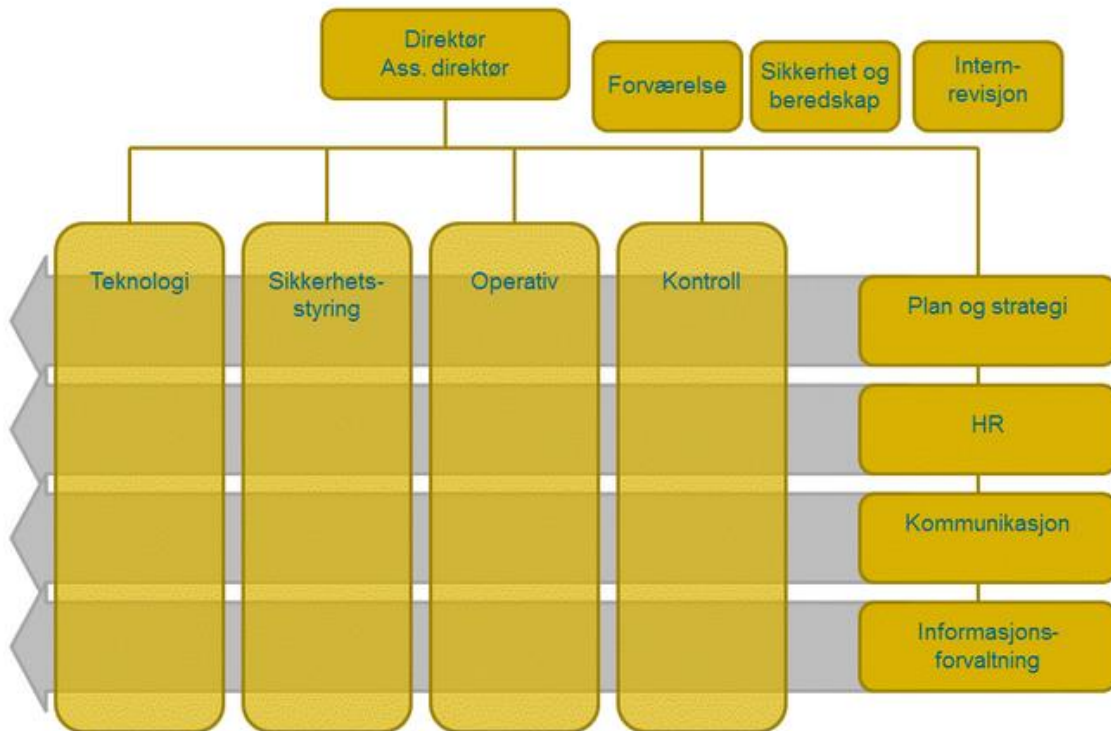 Direktør
Ass. direktør
Forværelse
Sikkerhet og
beredskap
Intern-
revisjon
Teknologi
Sikkerhets-
styring
Operativ
Kontroll
Plan og strategi
HR
Kommunikasjon
Informasjons-
forvaltning